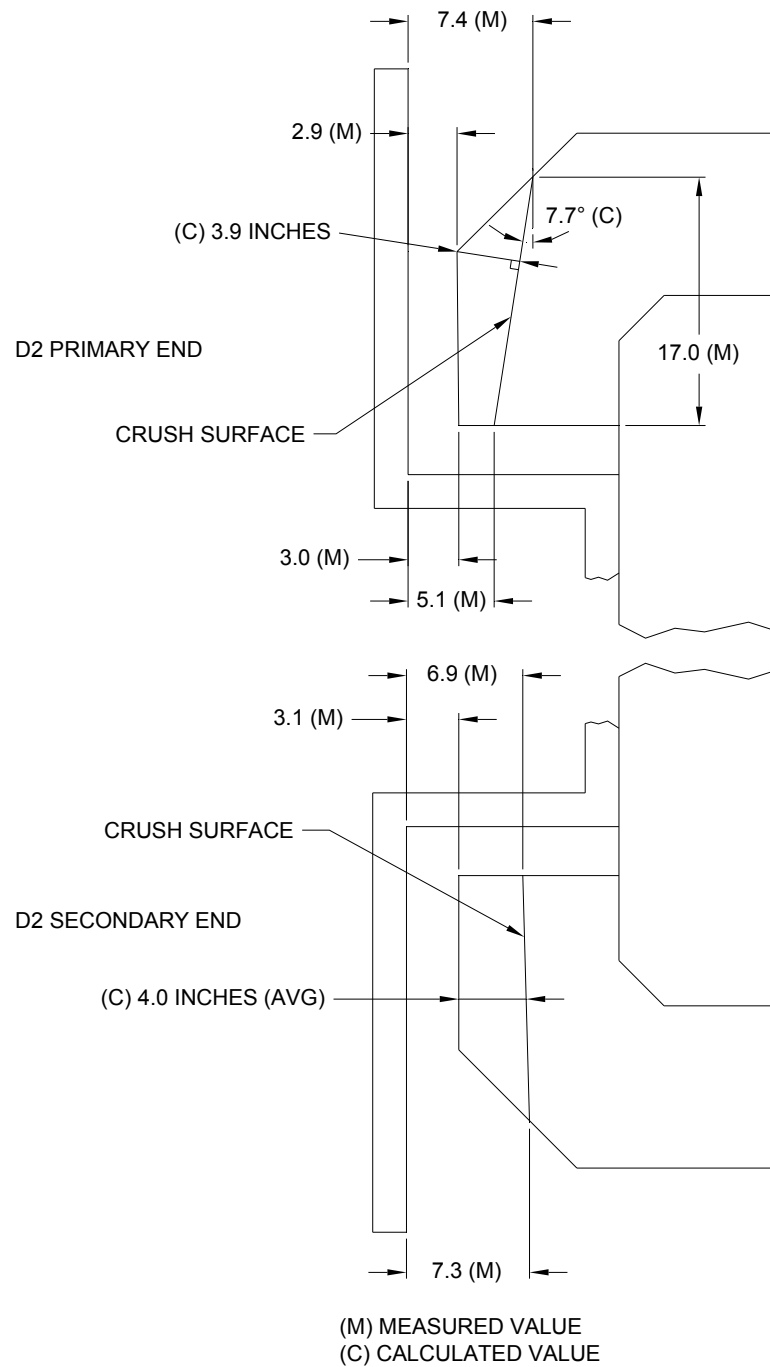 7.4 (M)
2.9 (M)
7.7° (C)
(C) 3.9 INCHES
D2 PRIMARY END
17.0 (M)
CRUSH SURFACE
3.0 (M)
5.1 (M)
6.9 (M)
3.1 (M)
CRUSH SURFACE
D2 SECONDARY END
(C) 4.0 INCHES (AVG)
7.3 (M)
(M) MEASURED VALUE
(C) CALCULATED VALUE